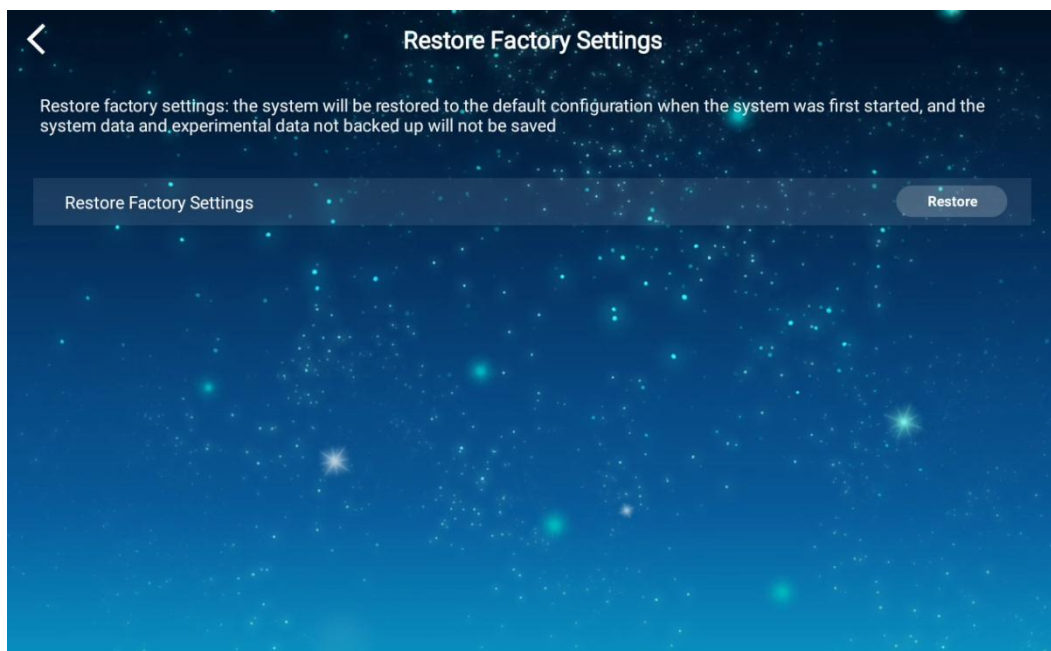 Restore Factory Settings
Restore factory settings: the system will be restored to the default configuration when the system was first started, and the
system data and experimental data not backed up will not be saved
Restore Factory Settings
Restore